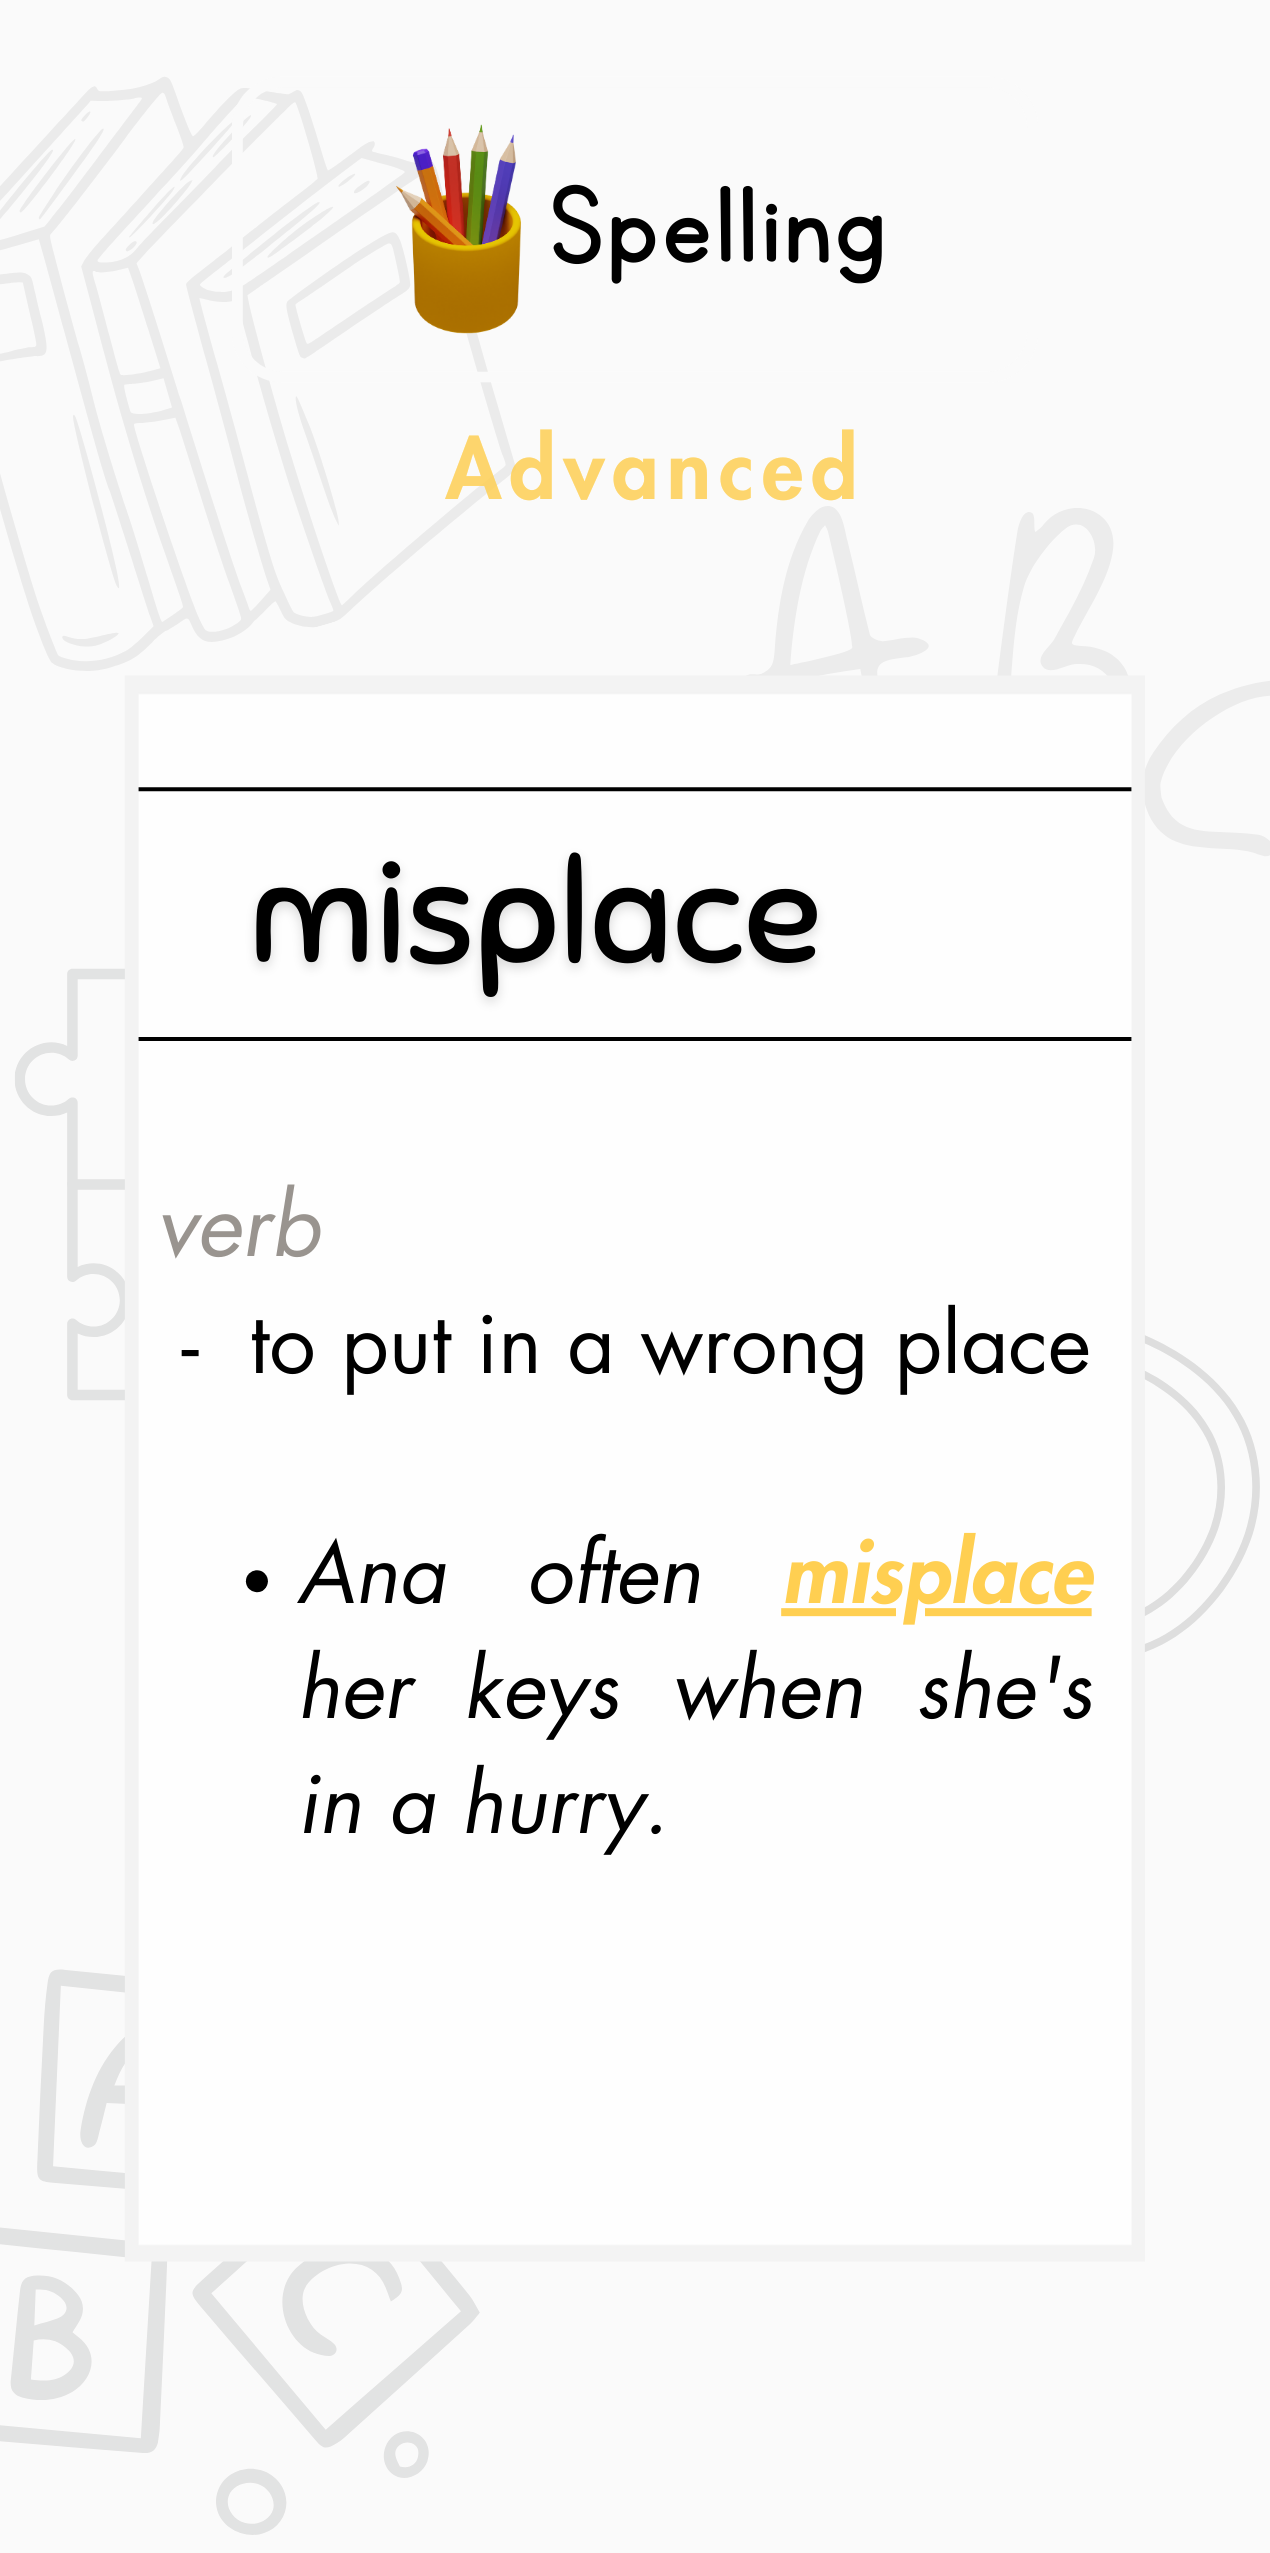 Spelling
Advanced
A B
misplace
verb
- to put in a wrong place
• Ana often misplace
her keys when she's
in a hurry.
A
B C